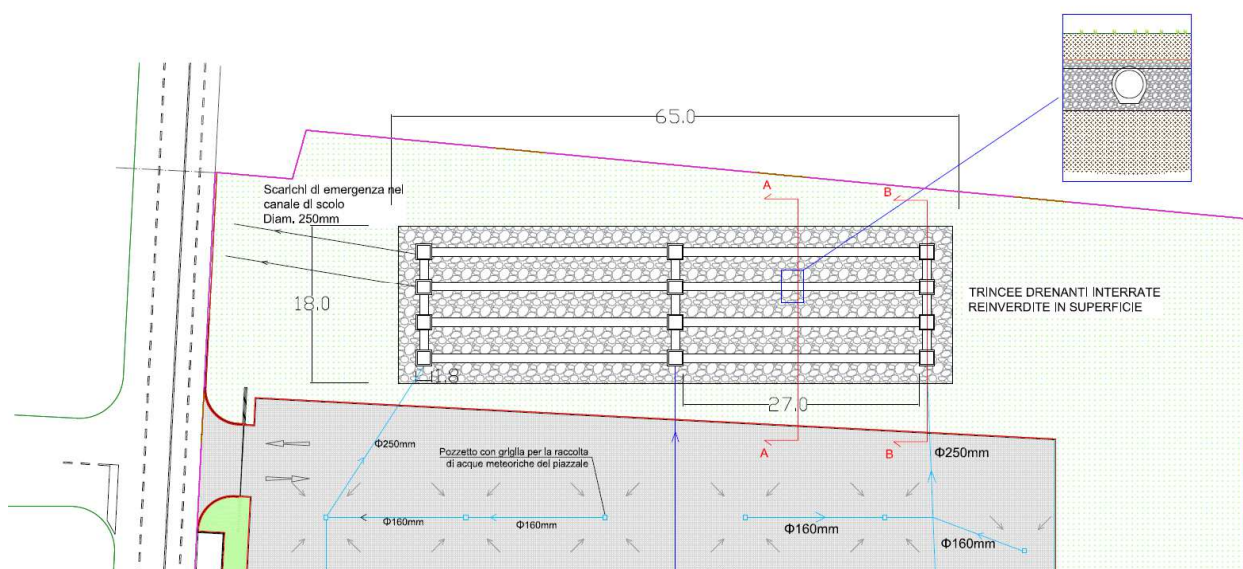 65.0
A
B
Scarichi di emergenza nel
canale di scolo
Diam. 250mm
18.0
TRINCEE DRENANTI INTERRATE
REINVERDITE IN SUPERFICIE
1.8
27.0
A
B
Φ250mm
Pozzetto con griglia per la raccolta
di acque meteoriche del piazzale
Φ250mm
Φ160mm
Φ160mm
Φ160mm
Φ160mm